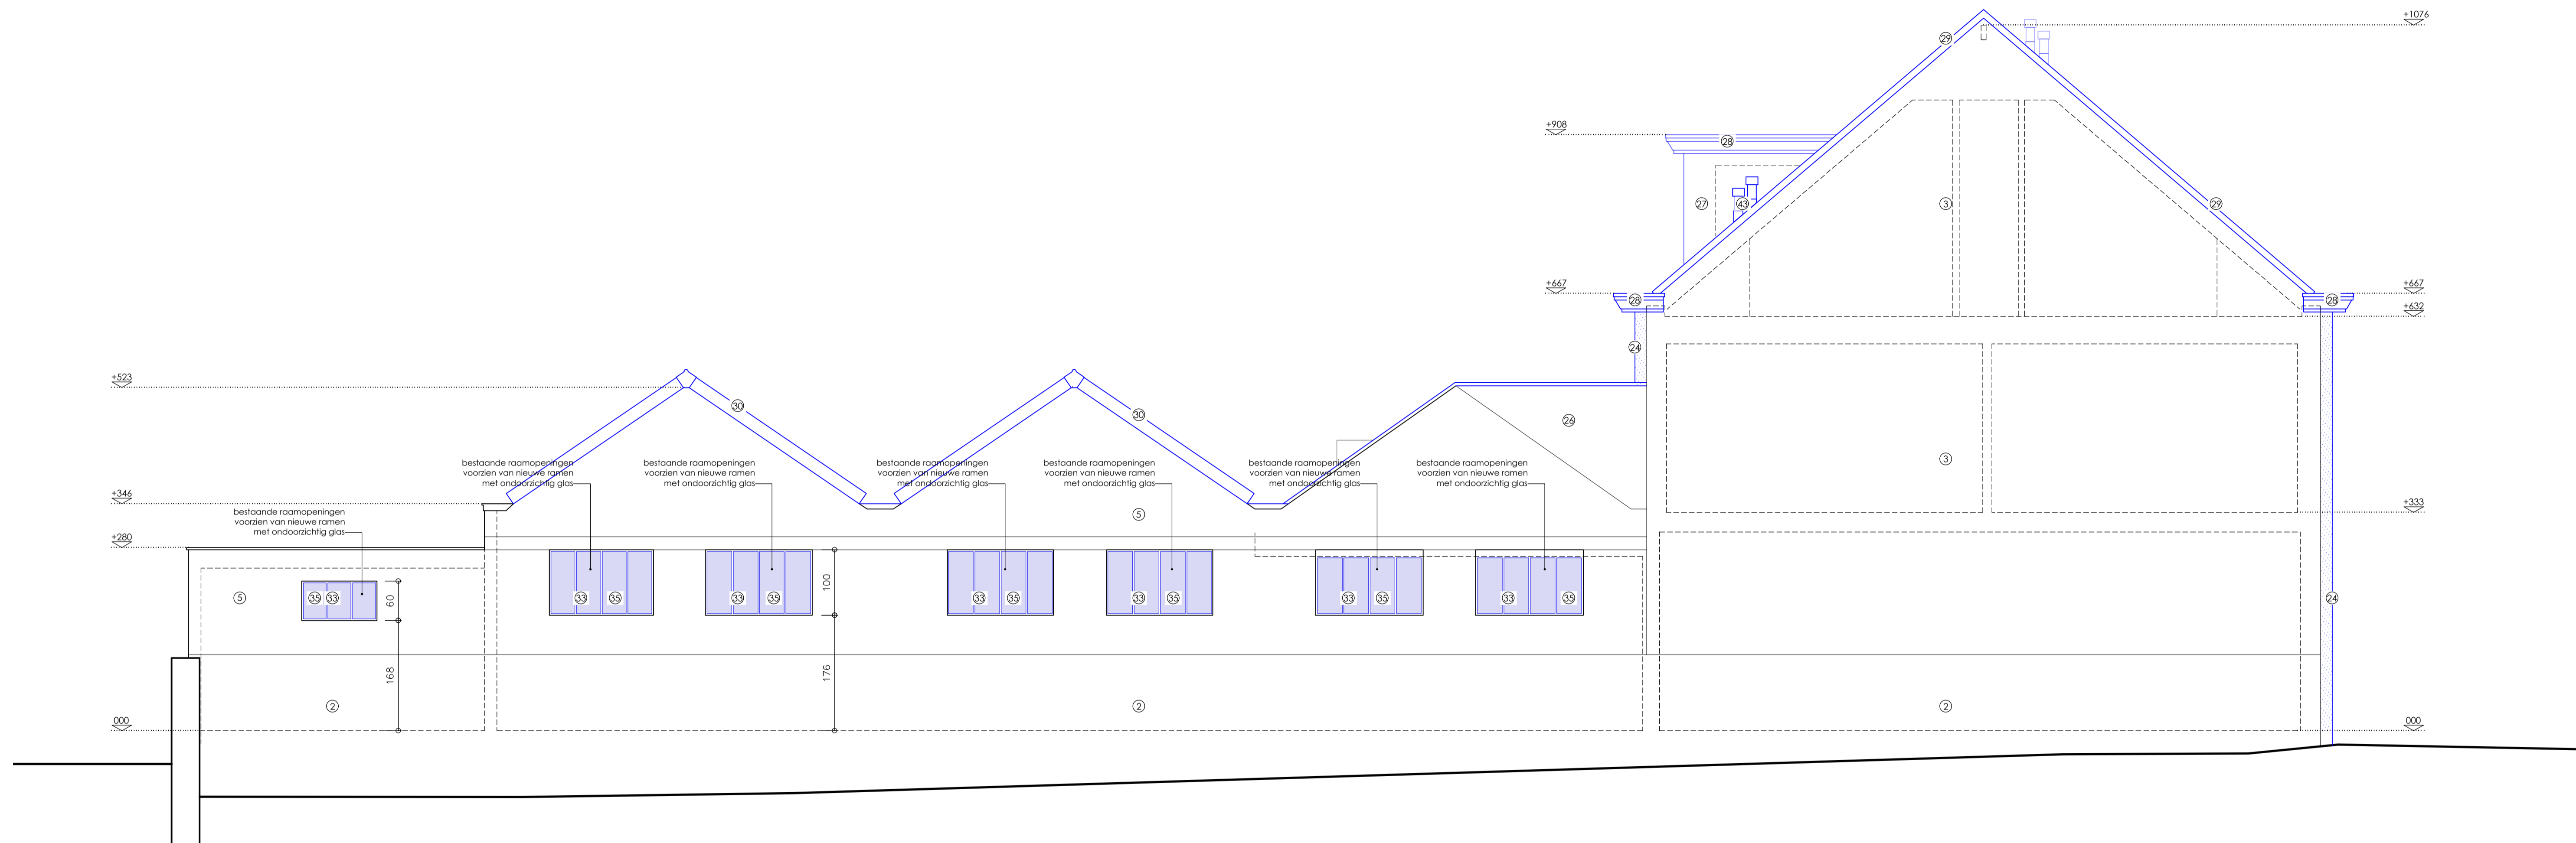 +1076
29
+908
28
27
43
3
29
+667
28
28
+667
+632
24
+523
30
30
26
bestaande raamopeningen
voorzien van nieuwe ramen
met ondoorzichtig glas
bestaande raamopeningen
voorzien van nieuwe ramen
met ondoorzichtig glas
bestaande raamopeningen
voorzien van nieuwe ramen
met ondoorzichtig glas
bestaande raamopeningen
voorzien van nieuwe ramen
met ondoorzichtig glas
bestaande raamopeningen
voorzien van nieuwe ramen
met ondoorzichtig glas
bestaande raamopeningen
voorzien van nieuwe ramen
met ondoorzichtig glas
3
+346
+333
bestaande raamopeningen
voorzien van nieuwe ramen
met ondoorzichtig glas
5
+280
5
35 33
60
33 35
33 35
100
33 35
33 35
33 35
33 35
24
168
176
2
2
2
000
000